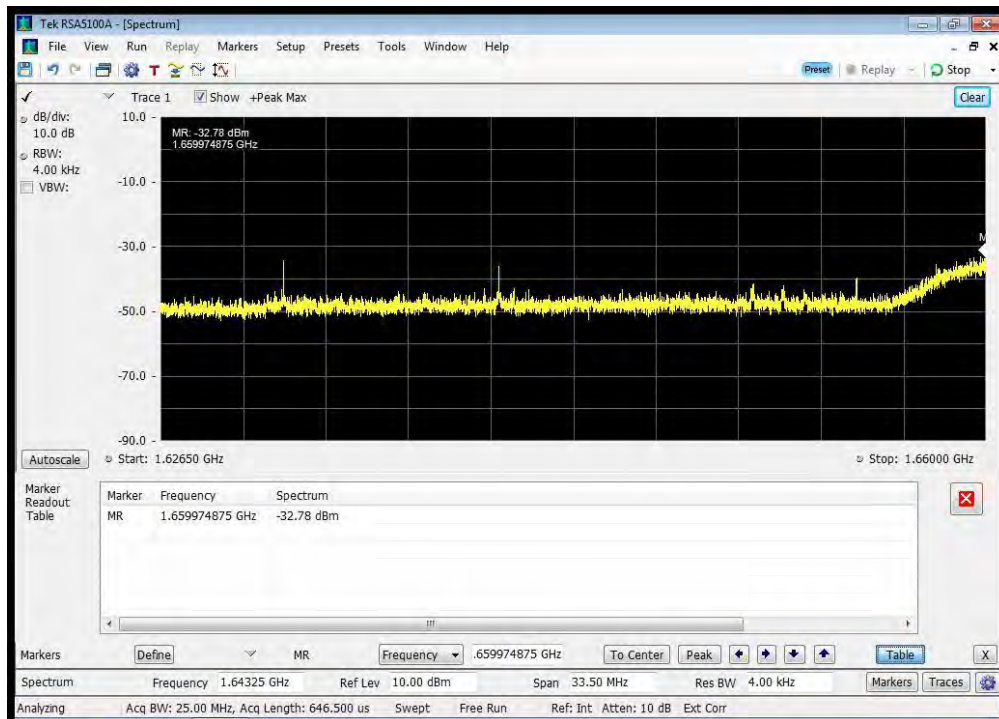 Tek RSA5100A - [Spectrum]
File View Run Replay Markers Setup Presets Tools Window Help
Preset Replay Stop
Trace 1 Show +Peak Max Clear
dB/div:
10.0 dB
RBW:
4.00 kHz
VBW:
10.0
MR: -32.78 dBm
1.659974875 GHz
-10.0
-30.0
M
-50.0
-70.0
-90.0
Autoscale Start: 1.62650 GHz Stop: 1.66000 GHz
Marker
Readout
Table
Marker Frequency Spectrum
MR 1.659974875 GHz -32.78 dBm
Markers Define MR Frequency .659974875 GHz To Center Peak Table X
Spectrum Frequency 1.64325 GHz Ref Lev 10.00 dBm Span 33.50 MHz Res BW 4.00 kHz Markers Traces
Analyzing Acq BW: 25.00 MHz, Acq Length: 646.500 us Swept Free Run Ref: Int Atten: 10 dB Ext Corr